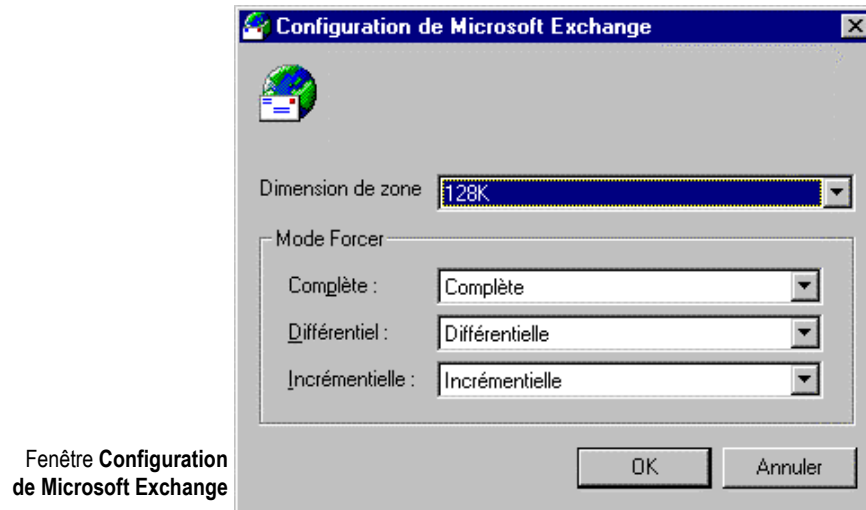 Configuration de Microsoft Exchange
Dimension de zone 128K
Mode Forcer
Complète : Complète
Différentiel : Différentielle
Incrémentielle : Incrémentielle
OK Annuler
Fenêtre Configuration
de Microsoft Exchange